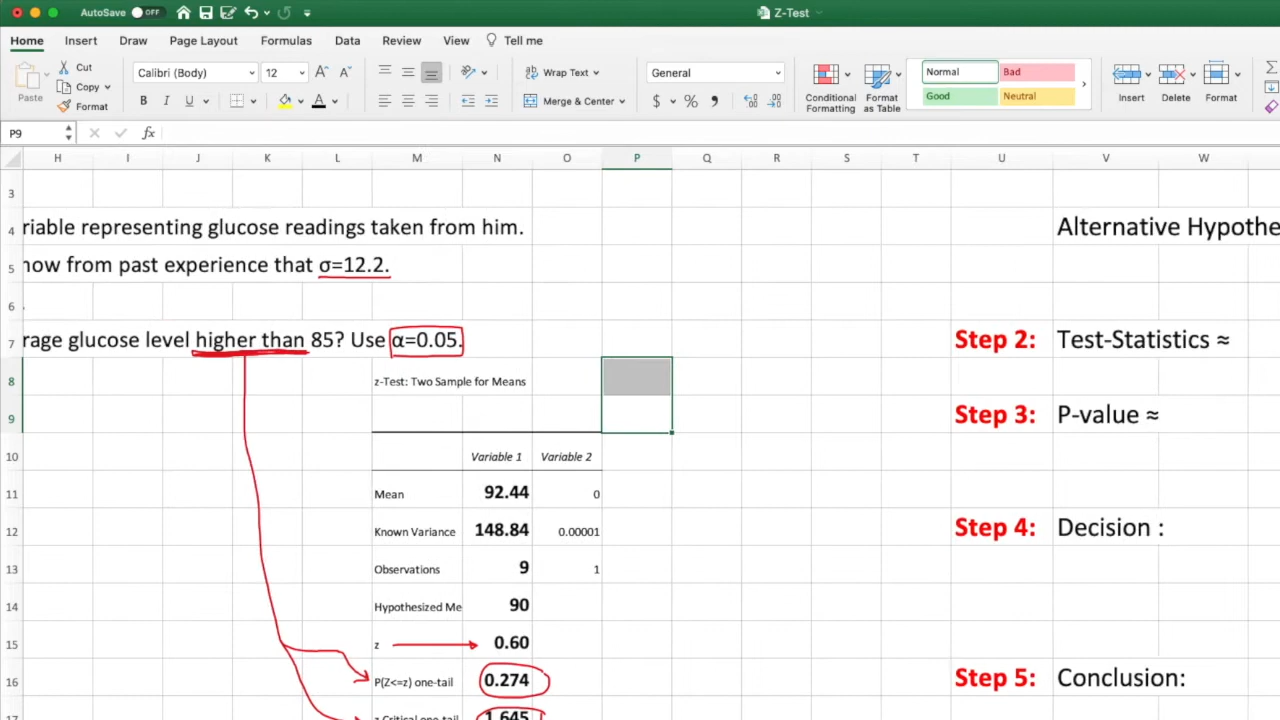 AutoSave OFF Z-Test
Home Insert Draw Page Layout Formulas Data Review View Tell me
Paste Cut Copy Format
Calibri (Body) 12 A A
B I U A
Wrap Text
Merge & Center
General
$ % ,
Conditional Formatting
Format as Table
Normal Bad
Good Neutral
Insert Delete Format
P9 fx
H I J K L M N O P Q R S T U V W
3
4 riable representing glucose readings taken from him. Alternative Hypothe
5 now from past experience that σ=12.2.
6
7 rage glucose level higher than 85? Use α=0.05. Step 2: Test-Statistics ≈
8 z-Test: Two Sample for Means
9 Step 3: P-value ≈
10 Variable 1 Variable 2
11 Mean 92.44 0
12 Known Variance 148.84 0.00001 Step 4: Decision :
13 Observations 9 1
14 Hypothesized Me 90
15 z 0.60
16 P(Z<=z) one-tail 0.274 Step 5: Conclusion:
17 z Critical one-tail 1.645